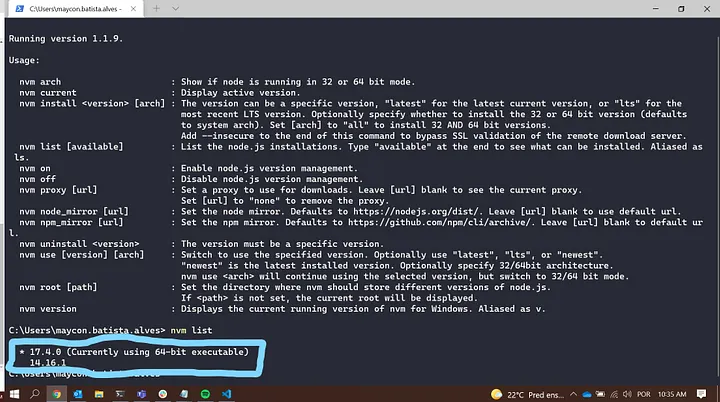 C:\Users\maycon.batista.alves -
Running version 1.1.9.
Usage:
nvm arch : Show if node is running in 32 or 64 bit mode.
nvm current : Display active version.
nvm install <version> [arch] : The version can be a specific version, "latest" for the latest current version, or "lts" for the
most recent LTS version. Optionally specify whether to install the 32 or 64 bit version (defaults
to system arch). Set [arch] to "all" to install 32 AND 64 bit versions.
Add --insecure to the end of this command to bypass SSL validation of the remote download server.
nvm list [available] : List the node.js installations. Type "available" at the end to see what can be installed. Aliased as
ls.
nvm on : Enable node.js version management.
nvm off : Disable node.js version management.
nvm proxy [url] : Set a proxy to use for downloads. Leave [url] blank to see the current proxy.
Set [url] to "none" to remove the proxy.
nvm node_mirror [url] : Set the node mirror. Defaults to https://nodejs.org/dist/. Leave [url] blank to use default url.
nvm npm_mirror [url] : Set the npm mirror. Defaults to https://github.com/npm/cli/archive/. Leave [url] blank to default ur
l.
nvm uninstall <version> : The version must be a specific version.
nvm use [version] [arch] : Switch to use the specified version. Optionally use "latest", "lts", or "newest".
"newest" is the latest installed version. Optionally specify 32/64bit architecture.
nvm use <arch> will continue using the selected version, but switch to 32/64 bit mode.
nvm root [path] : Set the directory where nvm should store different versions of node.js.
If <path> is not set, the current root will be displayed.
nvm version : Displays the current running version of nvm for Windows. Aliased as v.
C:\Users\maycon.batista.alves> nvm list
* 17.4.0 (Currently using 64-bit executable)
14.16.1
22°C Pred ens... POR 10:35 AM